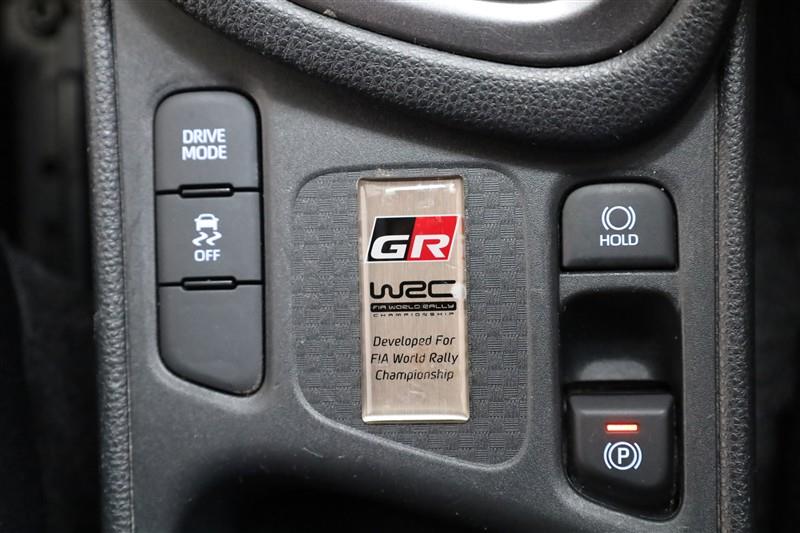 DRIVE
MODE
OFF
GR
WRC
FIA WORLD RALLY
CHAMPIONSHIP
Developed For
FIA World Rally
Championship
HOLD
P